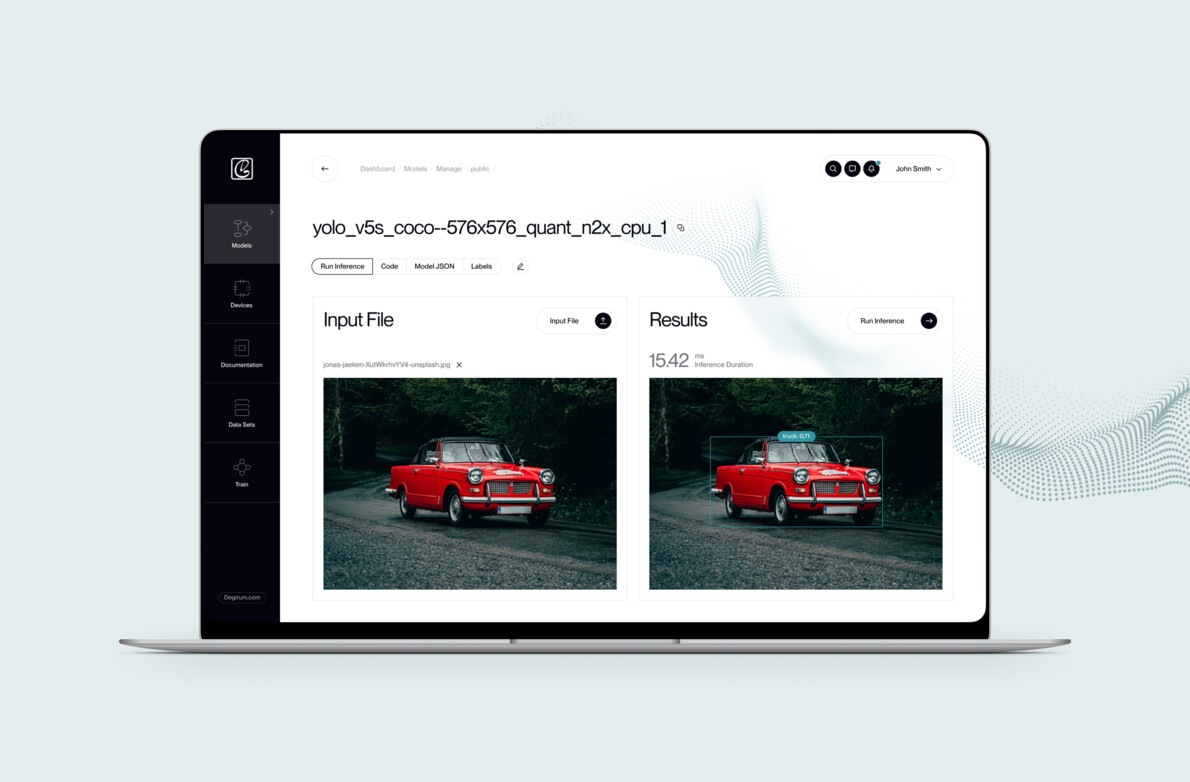 Dashboard / Models / Manage / public /
John Smith
Models
Devices
Documentation
Data Sets
Train
Degirum.com
yolo_v5s_coco--576x576_quant_n2x_cpu_1
Run Inference Code Model JSON Labels
Input File
Input File
jonas-jaeken-XutWkrhvYV4-unsplash.jpg
Results
Run Inference
15.42 ms
Inference Duration
truck: 0.71